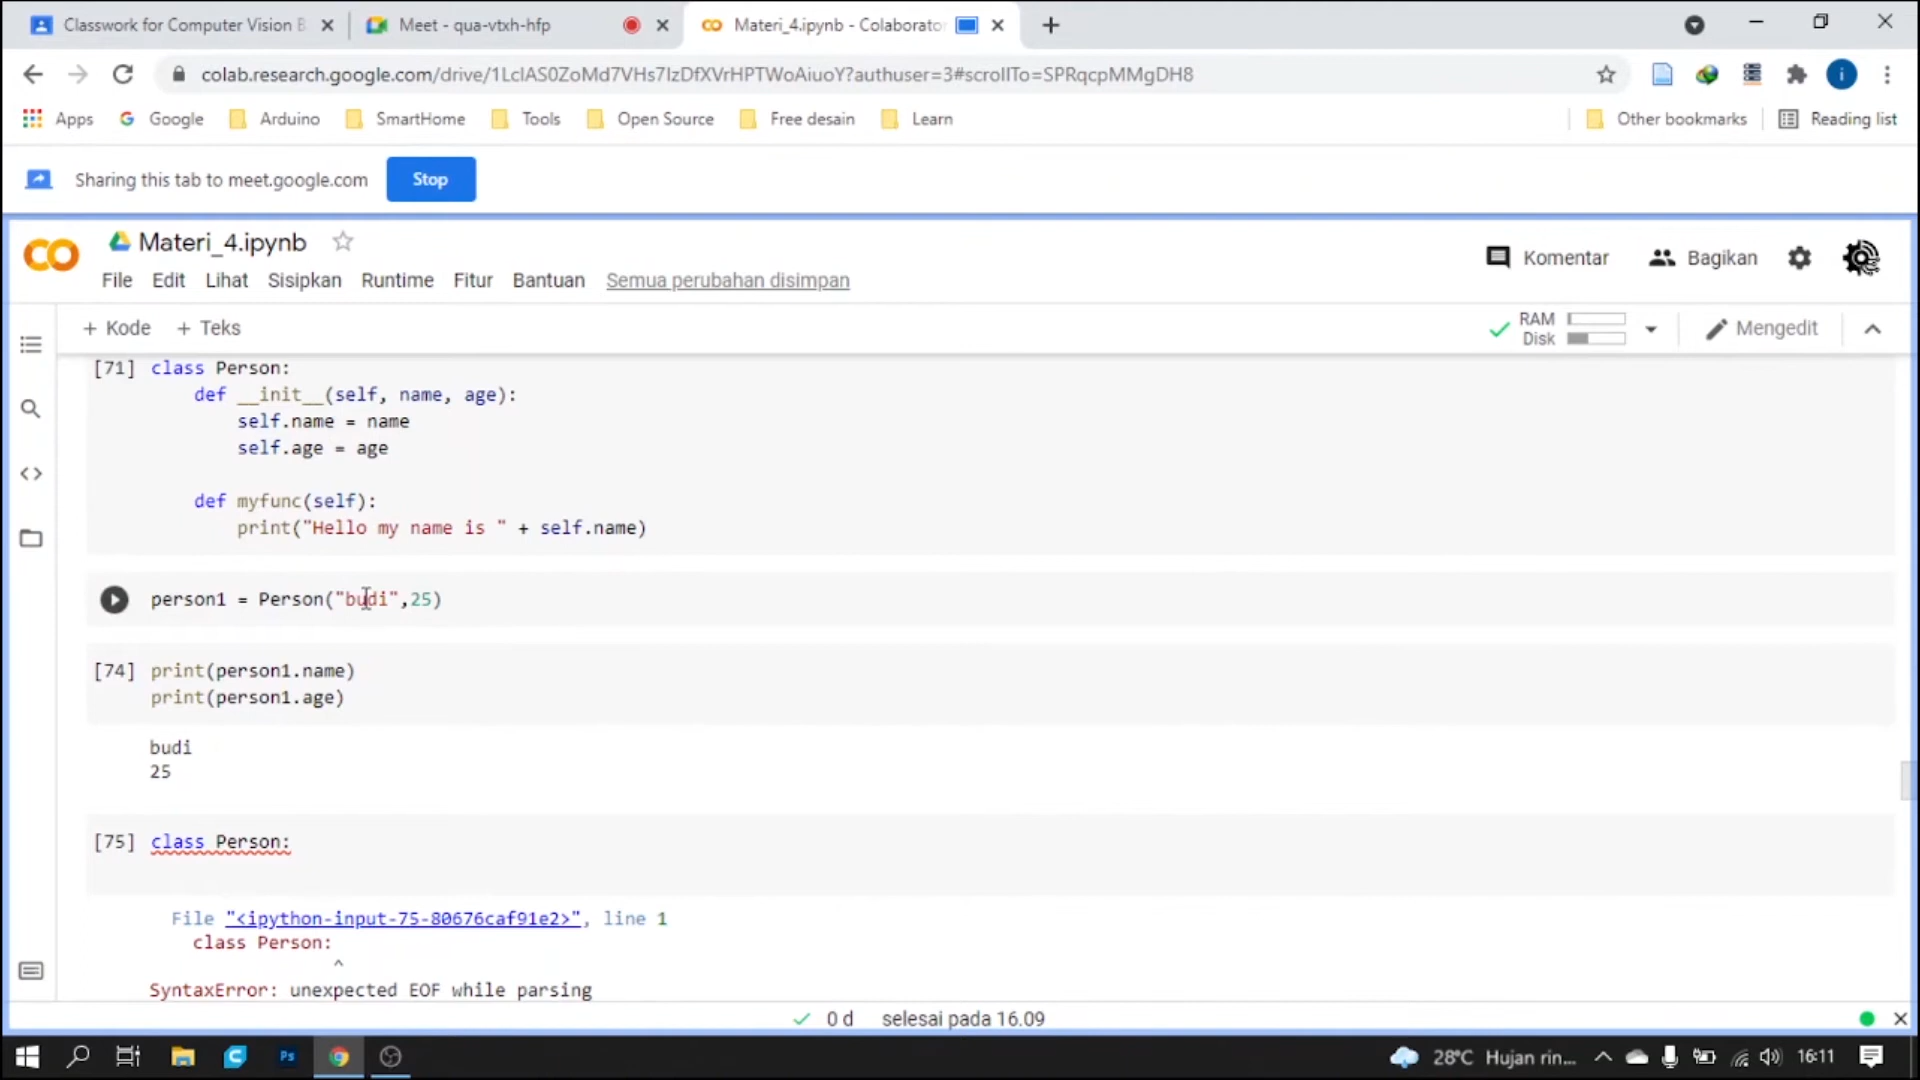 Classwork for Computer Vision B
Meet - qua-vtxh-hfp
Materi_4.ipynb - Colaborator
colab.research.google.com/drive/1LclAS0ZoMd7VHs7IzDfXVrHPTWoAiuoY?authuser=3#scrollTo=SPRqcpMMgDH8
i
Apps
Google
Arduino
SmartHome
Tools
Open Source
Free desain
Learn
Other bookmarks
Reading list
Sharing this tab to meet.google.com
Stop
Materi_4.ipynb
Komentar
Bagikan
File Edit Lihat Sisipkan Runtime Fitur Bantuan Semua perubahan disimpan
+ Kode + Teks
RAM
Disk
Mengedit
[71] class Person:
def __init__(self, name, age):
self.name = name
self.age = age
def myfunc(self):
print("Hello my name is " + self.name)
person1 = Person("budi",25)
[74] print(person1.name)
print(person1.age)
budi
25
[75] class Person:
File "<ipython-input-75-80676caf91e2>", line 1
class Person:
^
SyntaxError: unexpected EOF while parsing
0 d selesai pada 16.09
Ps
28°C Hujan rin...
16:11